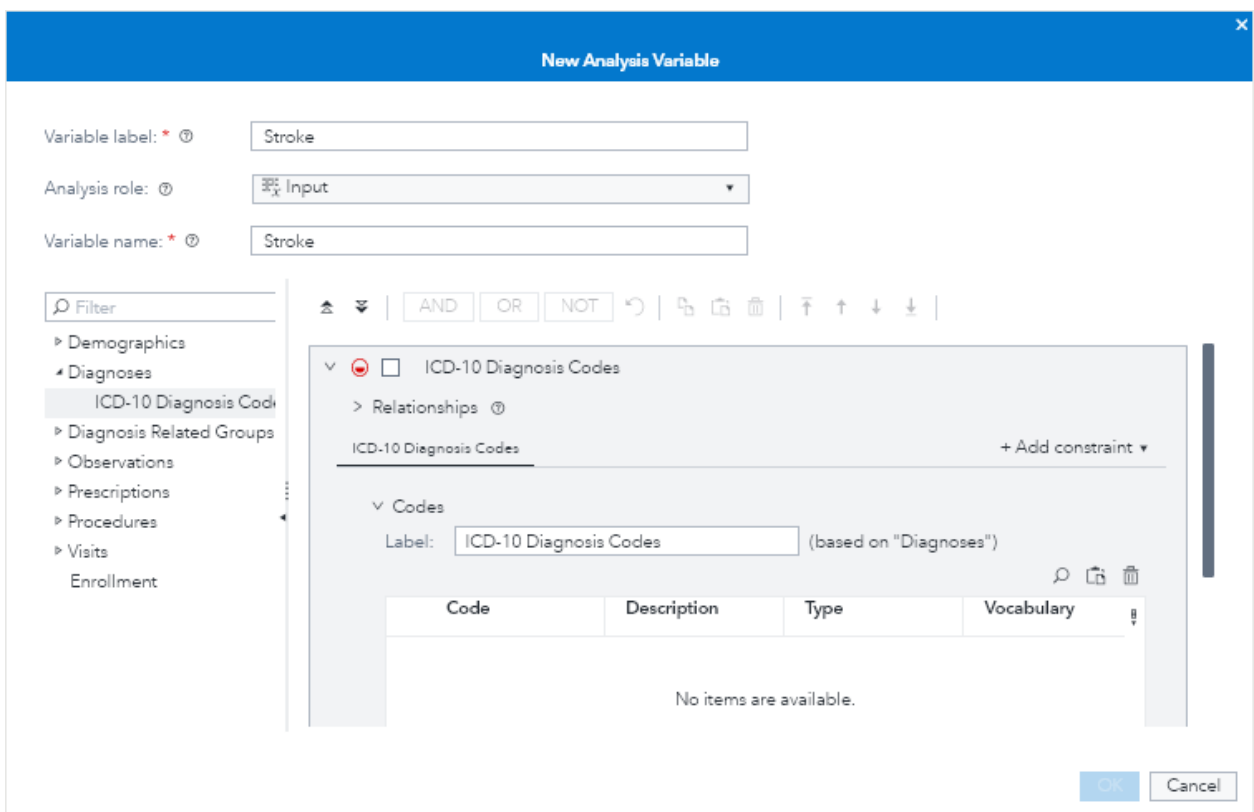 New Analysis Variable
Variable label: *
Stroke
Analysis role:
Input
Variable name: *
Stroke
Filter
Demographics
Diagnoses
ICD-10 Diagnosis Code
Diagnosis Related Groups
Observations
Prescriptions
Procedures
Visits
Enrollment
AND OR NOT
ICD-10 Diagnosis Codes
Relationships
ICD-10 Diagnosis Codes
+ Add constraint
Codes
Label: ICD-10 Diagnosis Codes (based on "Diagnoses")
Code Description Type Vocabulary
No items are available.
OK Cancel